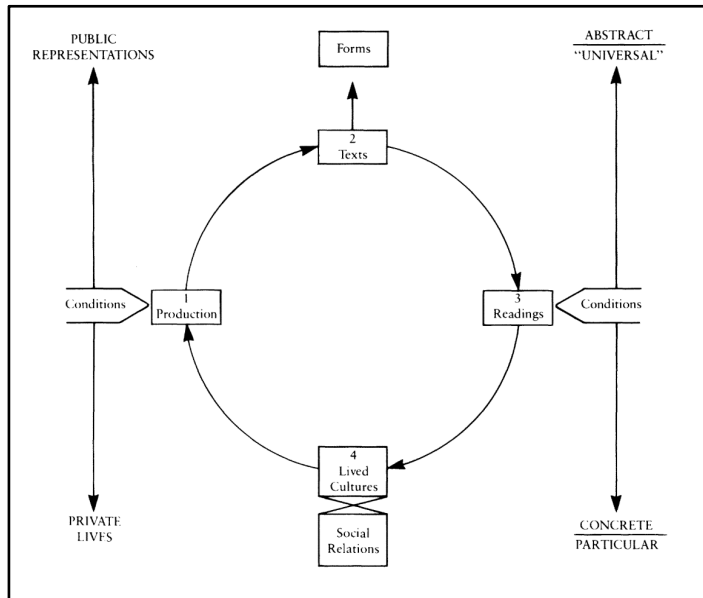 PUBLIC
REPRESENTATIONS
Forms
ABSTRACT
"UNIVERSAL"
2
Texts
Conditions
1
Production
3
Readings
Conditions
4
Lived
Cultures
Social
Relations
PRIVATE
LIVES
CONCRETE
PARTICULAR